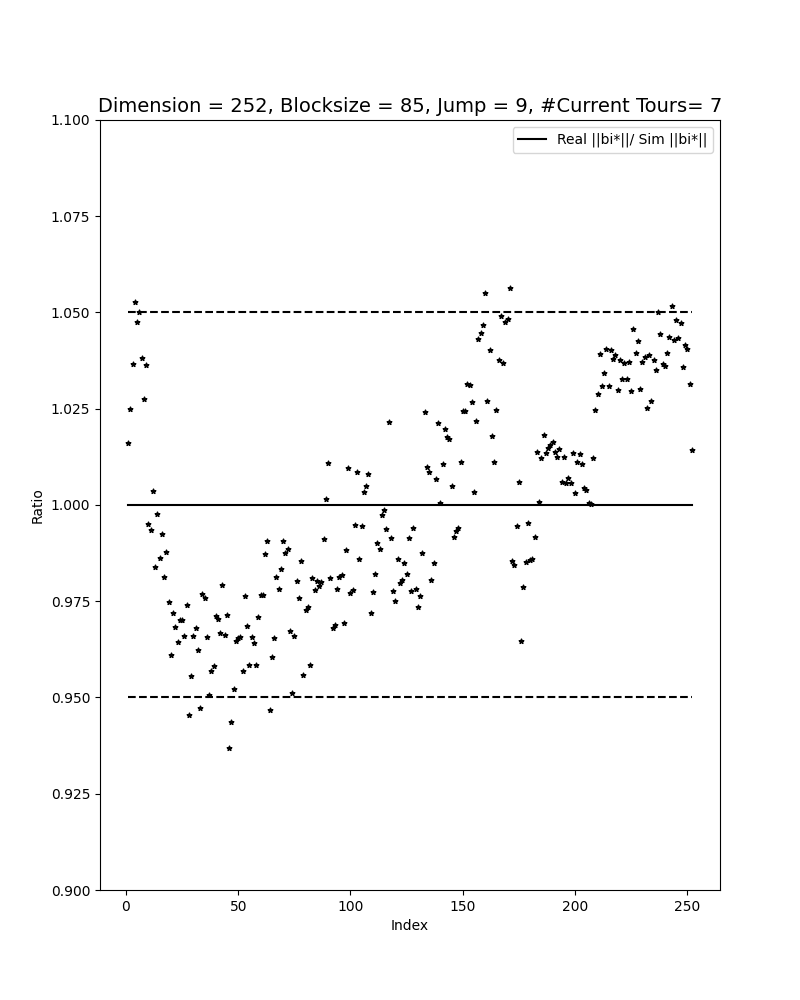 Dimension = 252, Blocksize = 85, Jump = 9, #Current Tours= 7
1.100
Real ||bi*||/ Sim ||bi*||
1.075
1.050
1.025
1.000
Ratio
0.975
0.950
0.925
0.900
0 50 100 150 200 250
Index